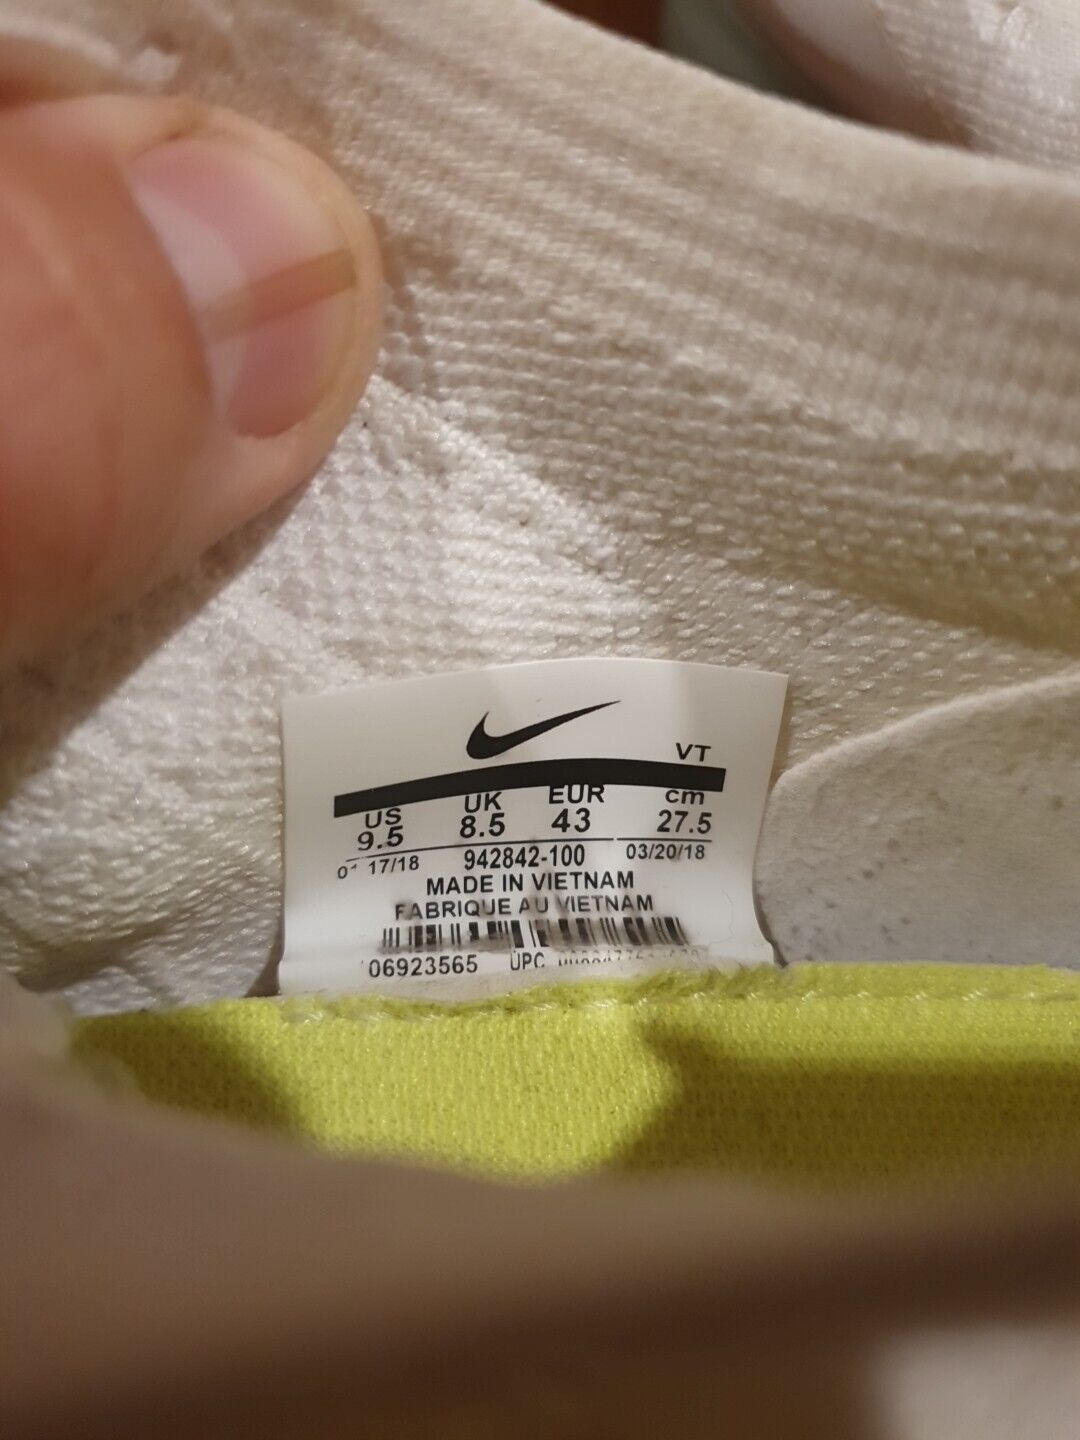 VT
US UK EUR cm
9.5 8.5 43 27.5
17/18 942842-100 03/20/18
MADE IN VIETNAM
FABRIQUE AU VIETNAM
06923565 UPC